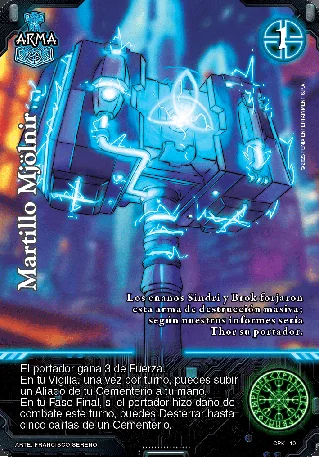 ARMA
1
Martillo Mjölnir
Los enanos Sindri y Brok forjaron
esta arma de destrucción masiva;
según nuestros informes sería
Thor su portador.
El portador gana 3 de Fuerza.
En tu Vigilia, una vez por turno, puedes subir
un Aliado de tu Cementerio a tu mano.
En tu Fase Final, si el portador hizo daño de
combate este turno, puedes Desterrar hasta
cinco cartas de un Cementerio.
ARTE: FRANCISCO SERENO